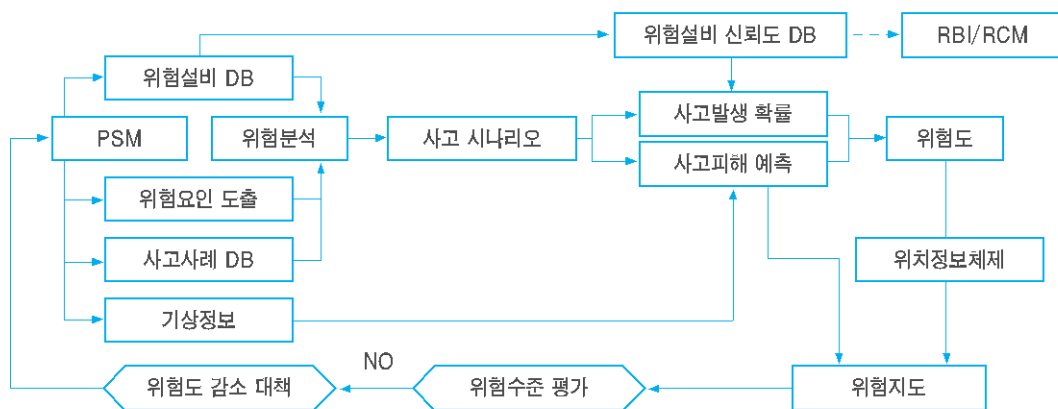 위험설비 신뢰도 DB
RBI/RCM
위험설비 DB
사고발생 확률
PSM
위험분석
사고 시나리오
위험도
사고피해 예측
위험요인 도출
사고사례 DB
위치정보체제
기상정보
NO
위험도 감소 대책
위험수준 평가
위험지도